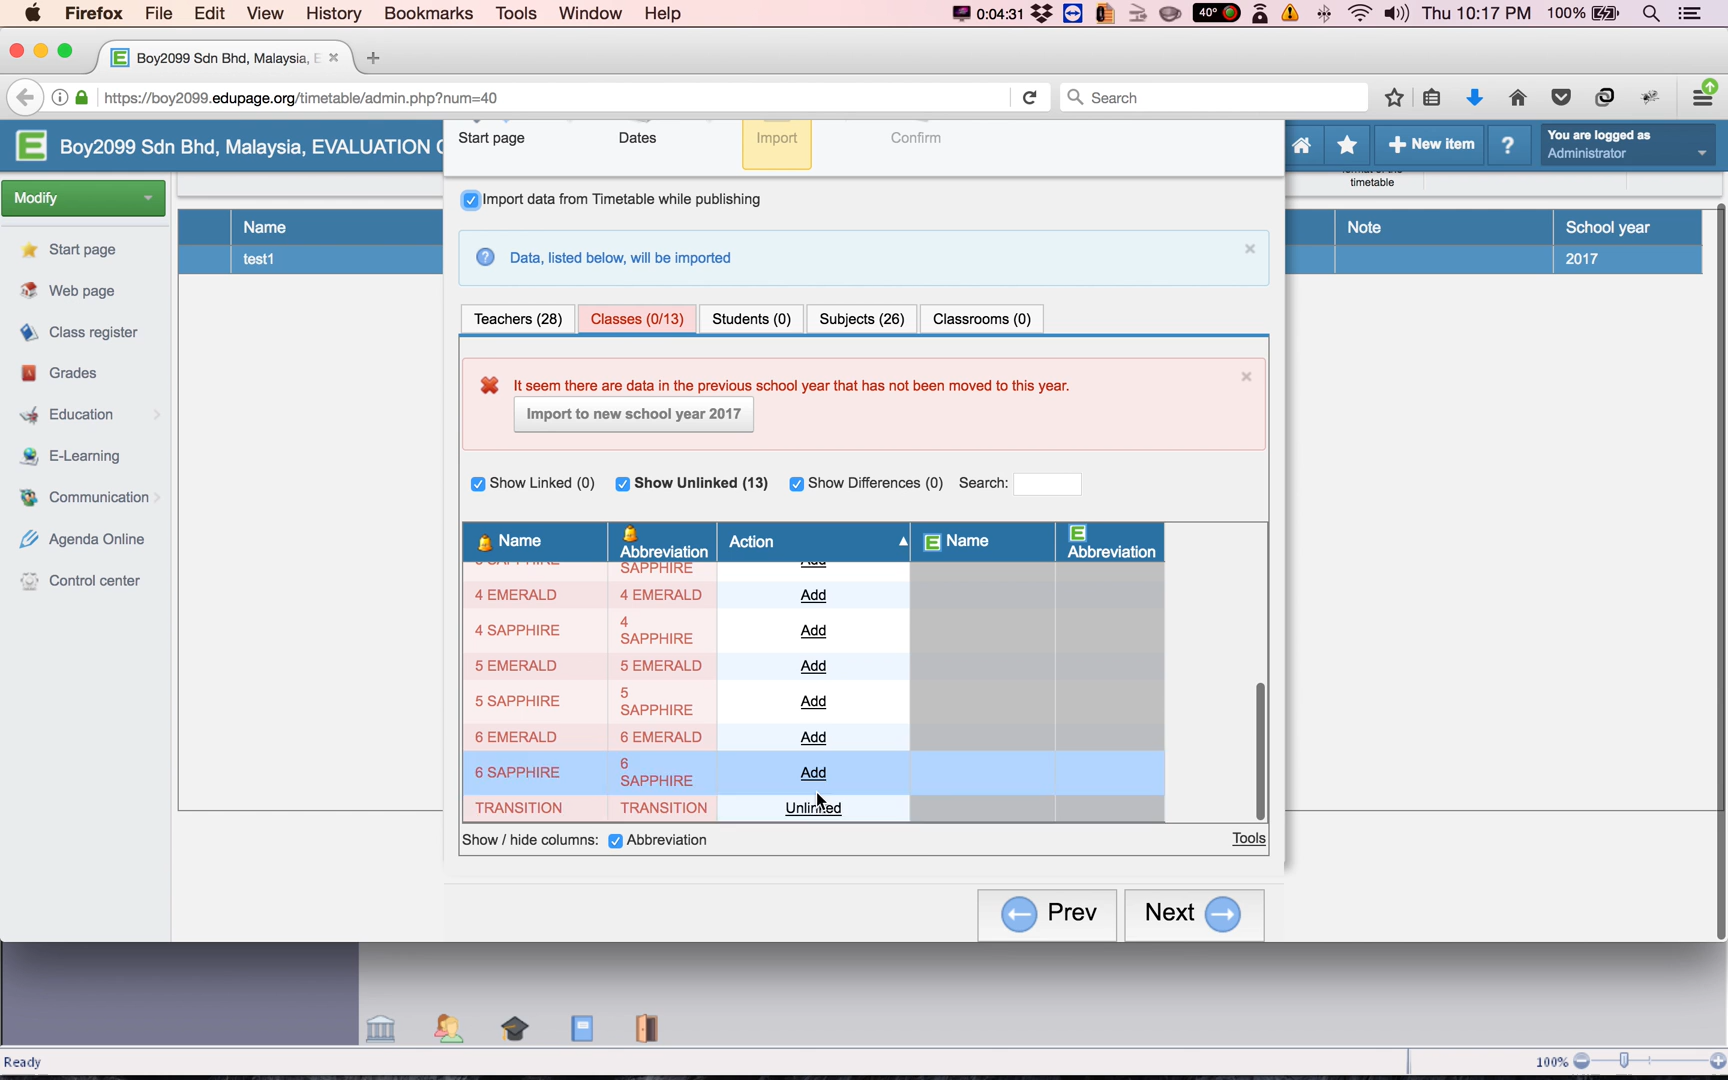 Firefox File Edit View History Bookmarks Tools Window Help 0:04:31 40° Thu 10:17 PM 100%
Boy2099 Sdn Bhd, Malaysia, E
https://boy2099.edupage.org/timetable/admin.php?num=40 Search
Boy2099 Sdn Bhd, Malaysia, EVALUATION
Start page Dates Import Confirm
New item ? You are logged as
Administrator
timetable
Modify
Start page
Web page
Class register
Grades
Education
E-Learning
Communication
Agenda Online
Control center
Name Note School year
test1 2017
Import data from Timetable while publishing
Data, listed below, will be imported
Teachers (28) Classes (0/13) Students (0) Subjects (26) Classrooms (0)
It seem there are data in the previous school year that has not been moved to this year.
Import to new school year 2017
Show Linked (0) Show Unlinked (13) Show Differences (0) Search:
Name Abbreviation Action Name Abbreviation
SAPPHIRE Add
4 EMERALD 4 EMERALD Add
4 SAPPHIRE 4 SAPPHIRE Add
5 EMERALD 5 EMERALD Add
5 SAPPHIRE 5 SAPPHIRE Add
6 EMERALD 6 EMERALD Add
6 SAPPHIRE 6 SAPPHIRE Add
TRANSITION TRANSITION Unlinked
Show / hide columns: Abbreviation Tools
Prev Next
Ready 100%